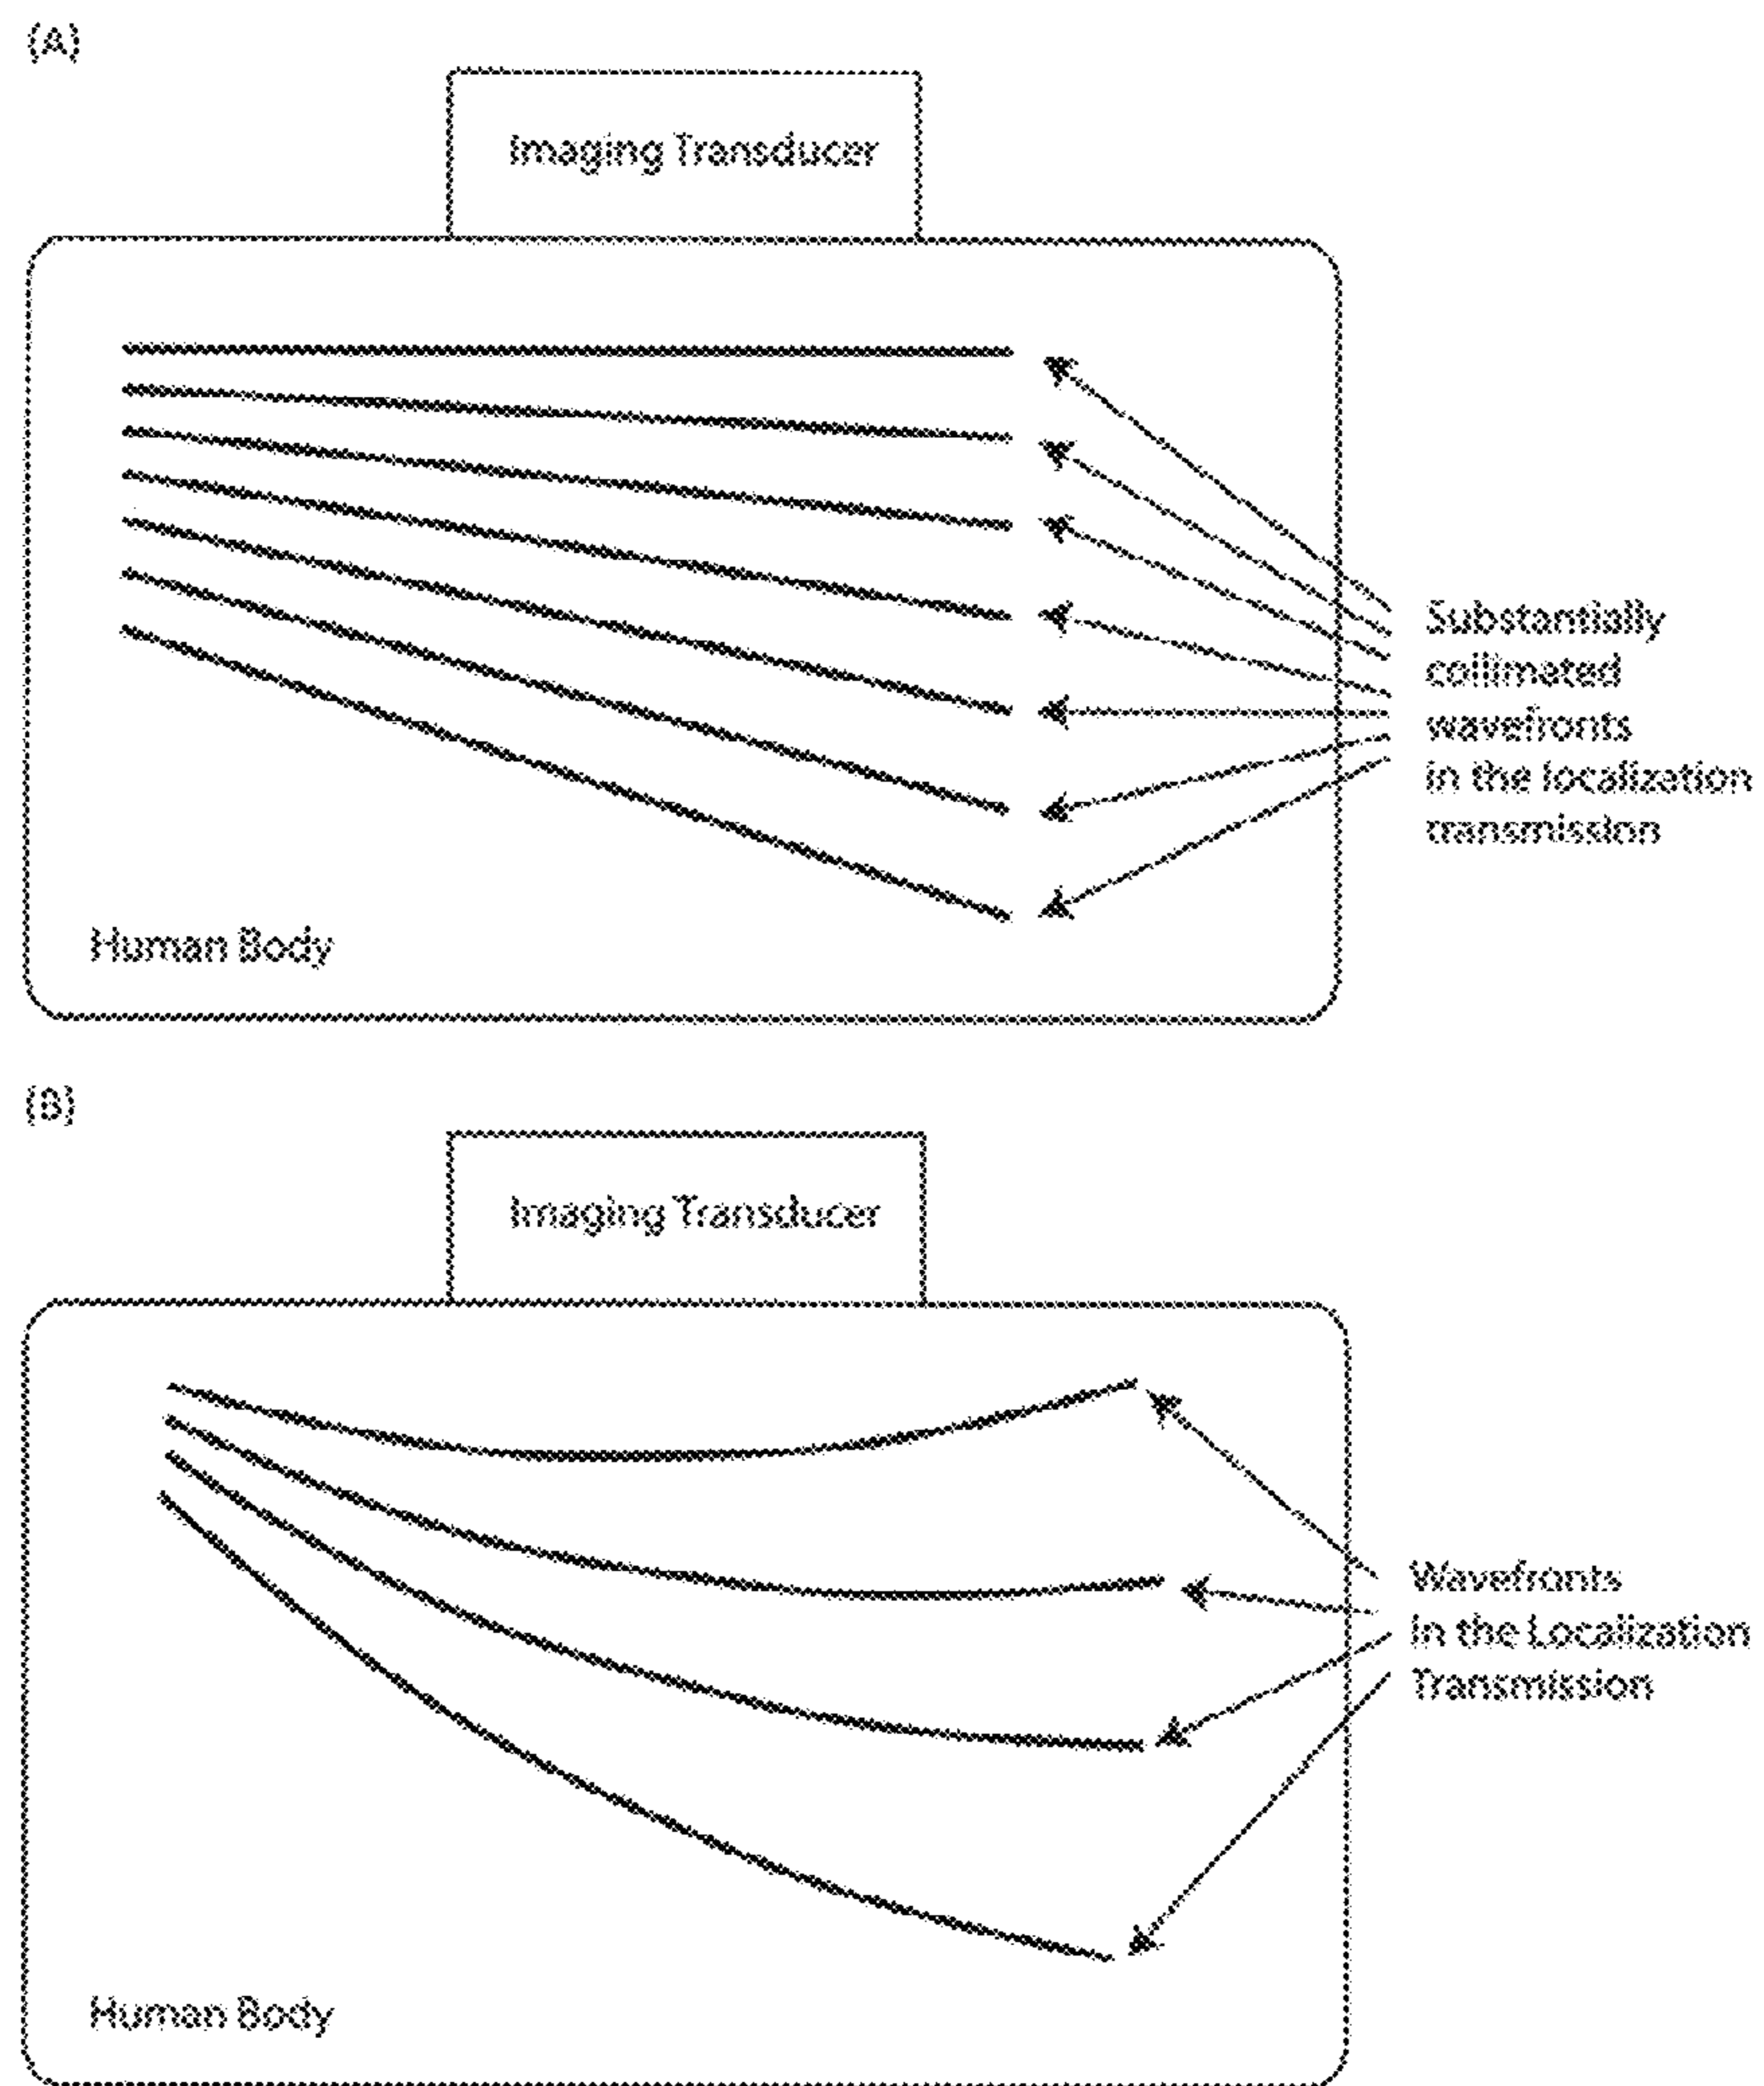 (A)
Imaging Transducer
Substantially
collimated
wavefronts
in the localization
transmission
Human Body
(B)
Imaging Transducer
Wavefronts
in the Localization
Transmission
Human Body